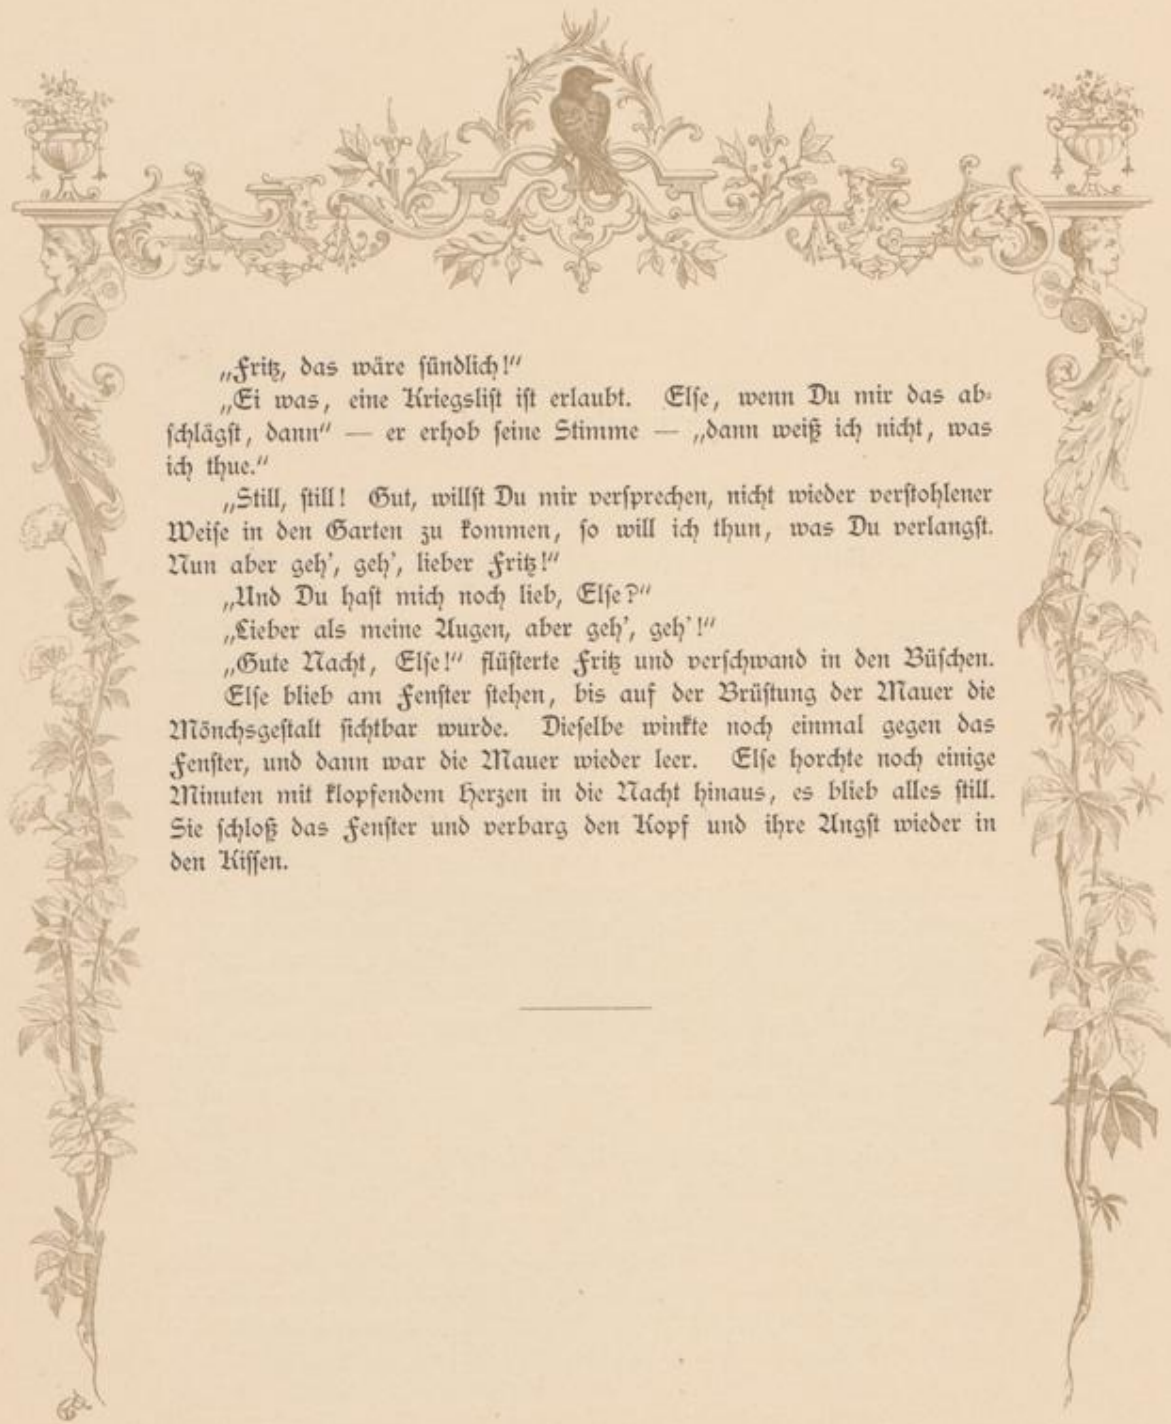 „Fritz, das wäre sündlich!“
„Ei was, eine Kriegslist ist erlaubt. Else, wenn Du mir das ab-
schlägst, dann“ — er erhob seine Stimme — „dann weiß ich nicht, was
ich thue.“
„Still, still! Gut, willst Du mir versprechen, nicht wieder verstohlener
Weise in den Garten zu kommen, so will ich thun, was Du verlangst.
Nun aber geh’, geh’, lieber Fritz!“
„Und Du hast mich noch lieb, Else?“
„Lieber als meine Augen, aber geh’, geh’!“
„Gute Nacht, Else!“ flüsterte Fritz und verschwand in den Büschen.
Else blieb am Fenster stehen, bis auf der Brüstung der Mauer die
Mönchsgestalt sichtbar wurde. Dieselbe winkte noch einmal gegen das
Fenster, und dann war die Mauer wieder leer. Else horchte noch einige
Minuten mit klopfendem Herzen in die Nacht hinaus, es blieb alles still.
Sie schloß das Fenster und verbarg den Kopf und ihre Angst wieder in
den Kissen.